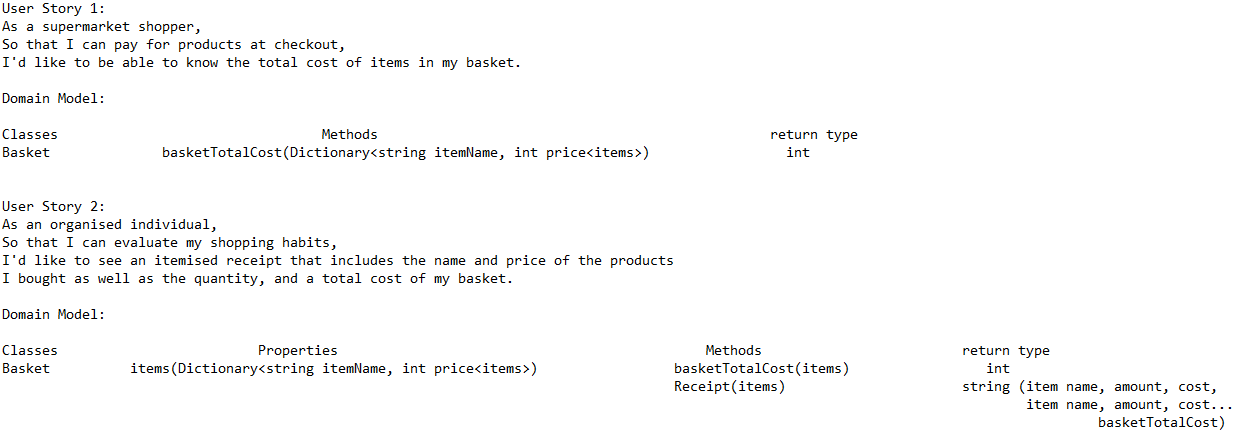 User Story 1:
As a supermarket shopper,
So that I can pay for products at checkout,
I'd like to be able to know the total cost of items in my basket.
Domain Model:
Classes Methods return type
Basket basketTotalCost(Dictionary<string itemName, int price<items>) int
User Story 2:
As an organised individual,
So that I can evaluate my shopping habits,
I'd like to see an itemised receipt that includes the name and price of the products
I bought as well as the quantity, and a total cost of my basket.
Domain Model:
Classes Properties Methods return type
Basket items(Dictionary<string itemName, int price<items>) basketTotalCost(items) int
Receipt(items) string (item name, amount, cost,
item name, amount, cost...
basketTotalCost)